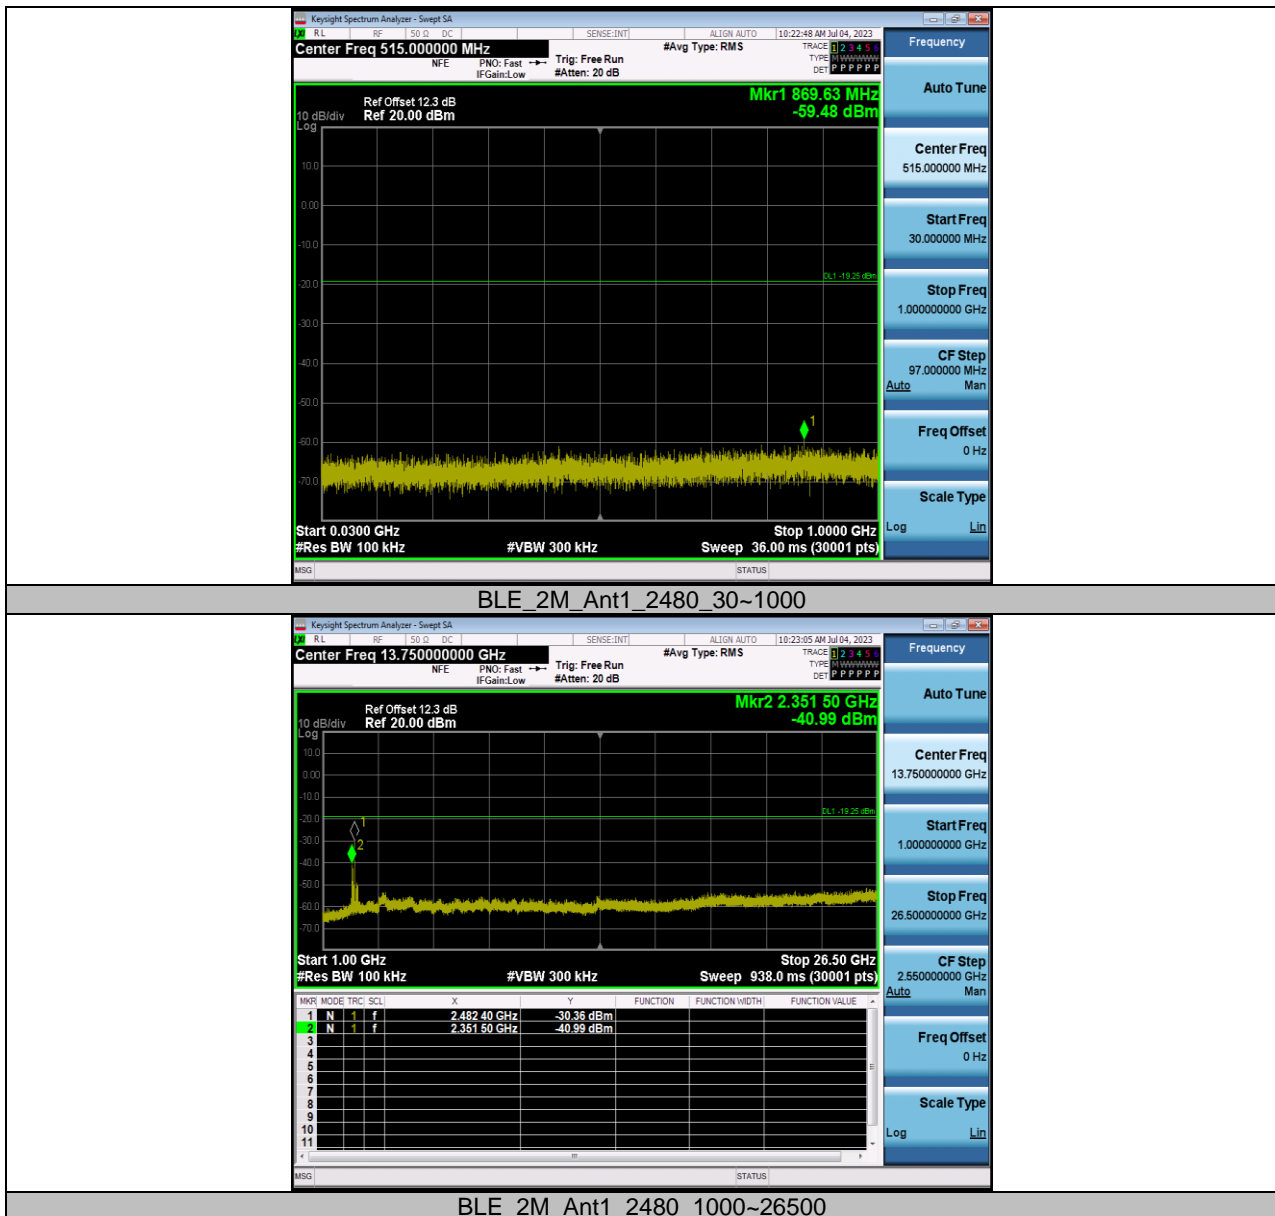 Keysight Spectrum Analyzer - Swept SA
RL RF 50 Ω DC SENSE:INT ALIGN AUTO 10:22:48 AM Jul 04, 2023
Center Freq 515.000000 MHz #Avg Type: RMS TRACE 1 2 3 4 5 6
NFE PNO: Fast Trig: Free Run TYPE M W W W W W
IFGain:Low #Atten: 20 dB DET P P P P P P
Frequency
Mkr1 869.63 MHz
-59.48 dBm
Ref Offset 12.3 dB
10 dB/div Ref 20.00 dBm
Log
10.0
0.00
-10.0
DL1 -19.25 dBm
-20.0
-30.0
-40.0
-50.0
1
-60.0
-70.0
Start 0.0300 GHz Stop 1.0000 GHz
#Res BW 100 kHz #VBW 300 kHz Sweep 36.00 ms (30001 pts)
MSG STATUS
Auto Tune
Center Freq
515.000000 MHz
Start Freq
30.000000 MHz
Stop Freq
1.000000000 GHz
CF Step
97.000000 MHz
Auto Man
Freq Offset
0 Hz
Scale Type
Log Lin
BLE_2M_Ant1_2480_30~1000
Keysight Spectrum Analyzer - Swept SA
RL RF 50 Ω DC SENSE:INT ALIGN AUTO 10:23:05 AM Jul 04, 2023
Center Freq 13.750000000 GHz #Avg Type: RMS TRACE 1 2 3 4 5 6
NFE PNO: Fast Trig: Free Run TYPE M W W W W W
IFGain:Low #Atten: 20 dB DET P P P P P P
Frequency
Mkr2 2.351 50 GHz
-40.99 dBm
Ref Offset 12.3 dB
10 dB/div Ref 20.00 dBm
Log
10.0
0.00
-10.0
DL1 -19.25 dBm
-20.0
1
-30.0
2
-40.0
-50.0
-60.0
-70.0
Start 1.00 GHz Stop 26.50 GHz
#Res BW 100 kHz #VBW 300 kHz Sweep 938.0 ms (30001 pts)
MKR MODE TRC SCL X Y FUNCTION FUNCTION WIDTH FUNCTION VALUE
1 N 1 f 2.482 40 GHz -30.36 dBm
2 N 1 f 2.351 50 GHz -40.99 dBm
3
4
5
6
7
8
9
10
11
MSG STATUS
Auto Tune
Center Freq
13.750000000 GHz
Start Freq
1.000000000 GHz
Stop Freq
26.500000000 GHz
CF Step
2.550000000 GHz
Auto Man
Freq Offset
0 Hz
Scale Type
Log Lin
BLE_2M_Ant1_2480_1000~26500